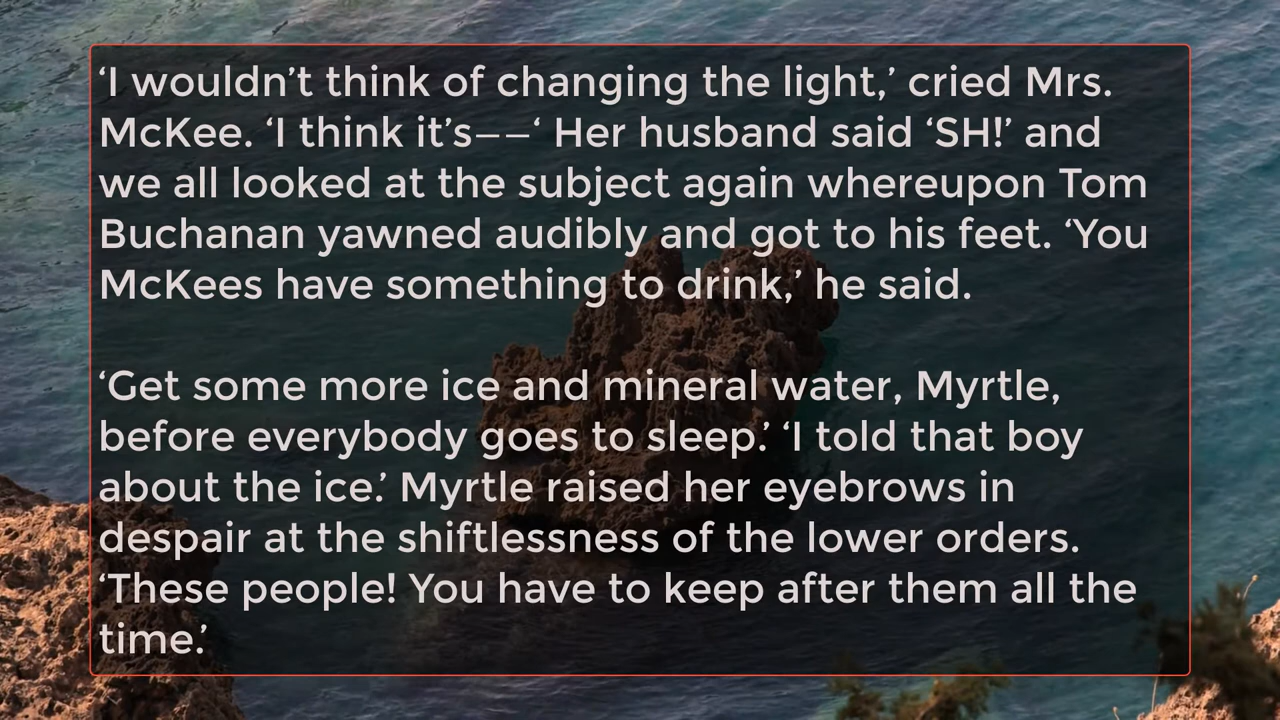 ‘I wouldn’t think of changing the light,’ cried Mrs.
McKee. ‘I think it’s––‘ Her husband said ‘SH!’ and
we all looked at the subject again whereupon Tom
Buchanan yawned audibly and got to his feet. ‘You
McKees have something to drink,’ he said.

‘Get some more ice and mineral water, Myrtle,
before everybody goes to sleep.’ ‘I told that boy
about the ice.’ Myrtle raised her eyebrows in
despair at the shiftlessness of the lower orders.
‘These people! You have to keep after them all the
time.’